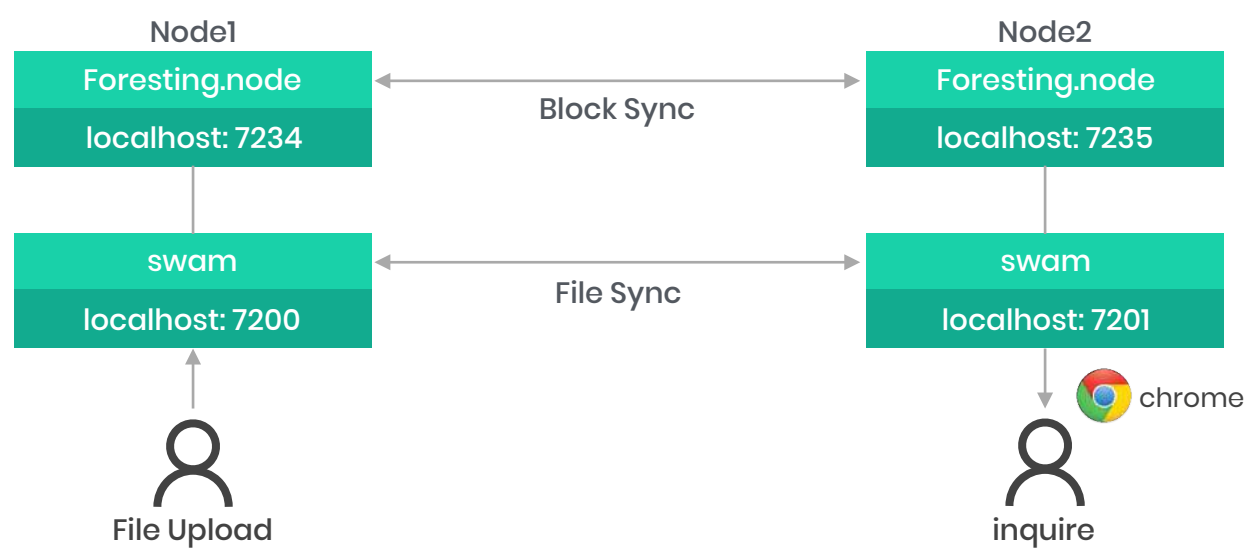 Node1
Node2
Foresting.node
Foresting.node
Block Sync
localhost: 7234
localhost: 7235
swam
swam
File Sync
localhost: 7200
localhost: 7201
chrome
File Upload
inquire